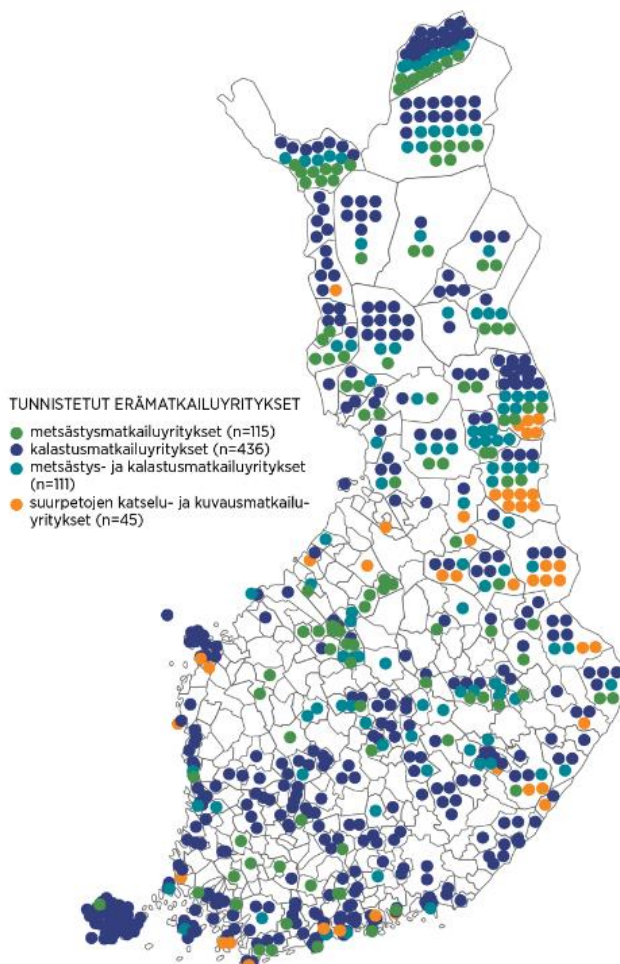 TUNNISTETUT ERÄMATKAILUYRITYKSET
metsästysmatkailuyritykset (n=115)
kalastusmatkailuyritykset (n=436)
metsästys- ja kalastusmatkailuyritykset
(n=111)
suurpetojen katselu- ja kuvausmatkailu-
yritykset (n=45)